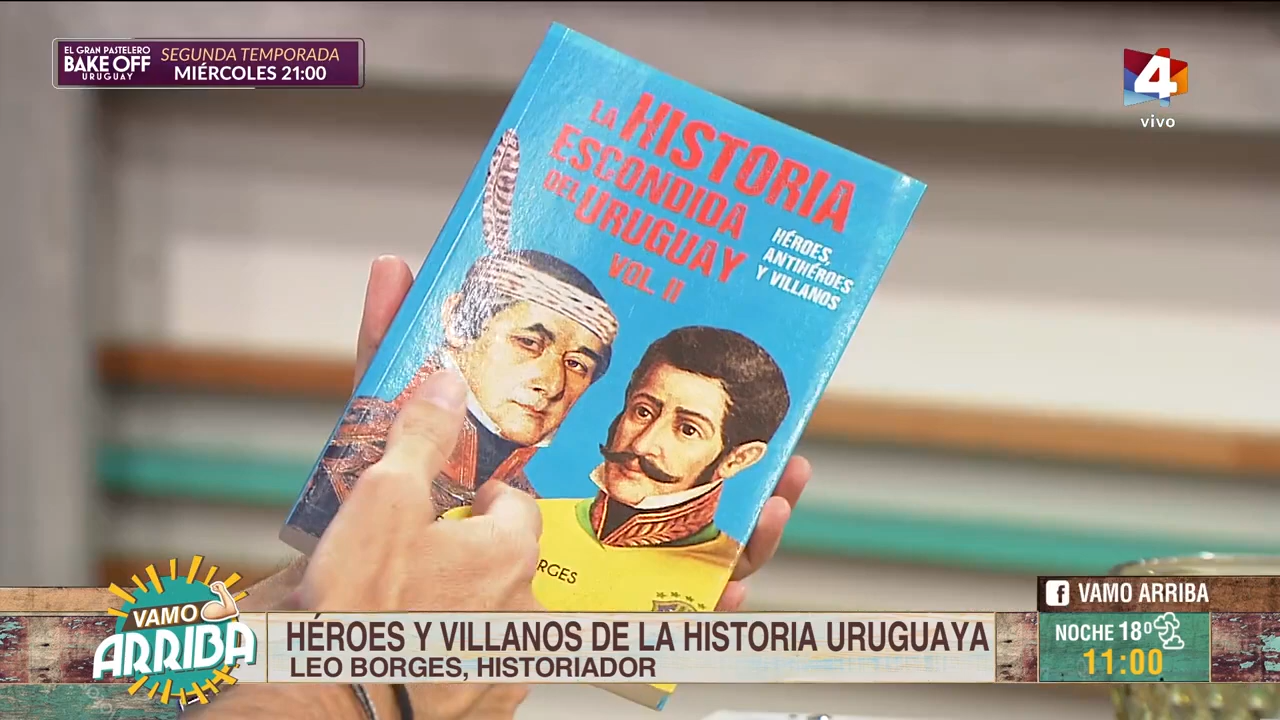 EL GRAN PASTELERO
BAKE OFF
URUGUAY
SEGUNDA TEMPORADA
MIÉRCOLES 21:00
4
vivo
LA HISTORIA
ESCONDIDA
DEL URUGUAY
VOL. II
HÉROES,
ANTIHÉROES
Y VILLANOS
VAMO
ARRIBA
HÉROES Y VILLANOS DE LA HISTORIA URUGUAYA
LEO BORGES, HISTORIADOR
VAMO ARRIBA
NOCHE 18º
11:00